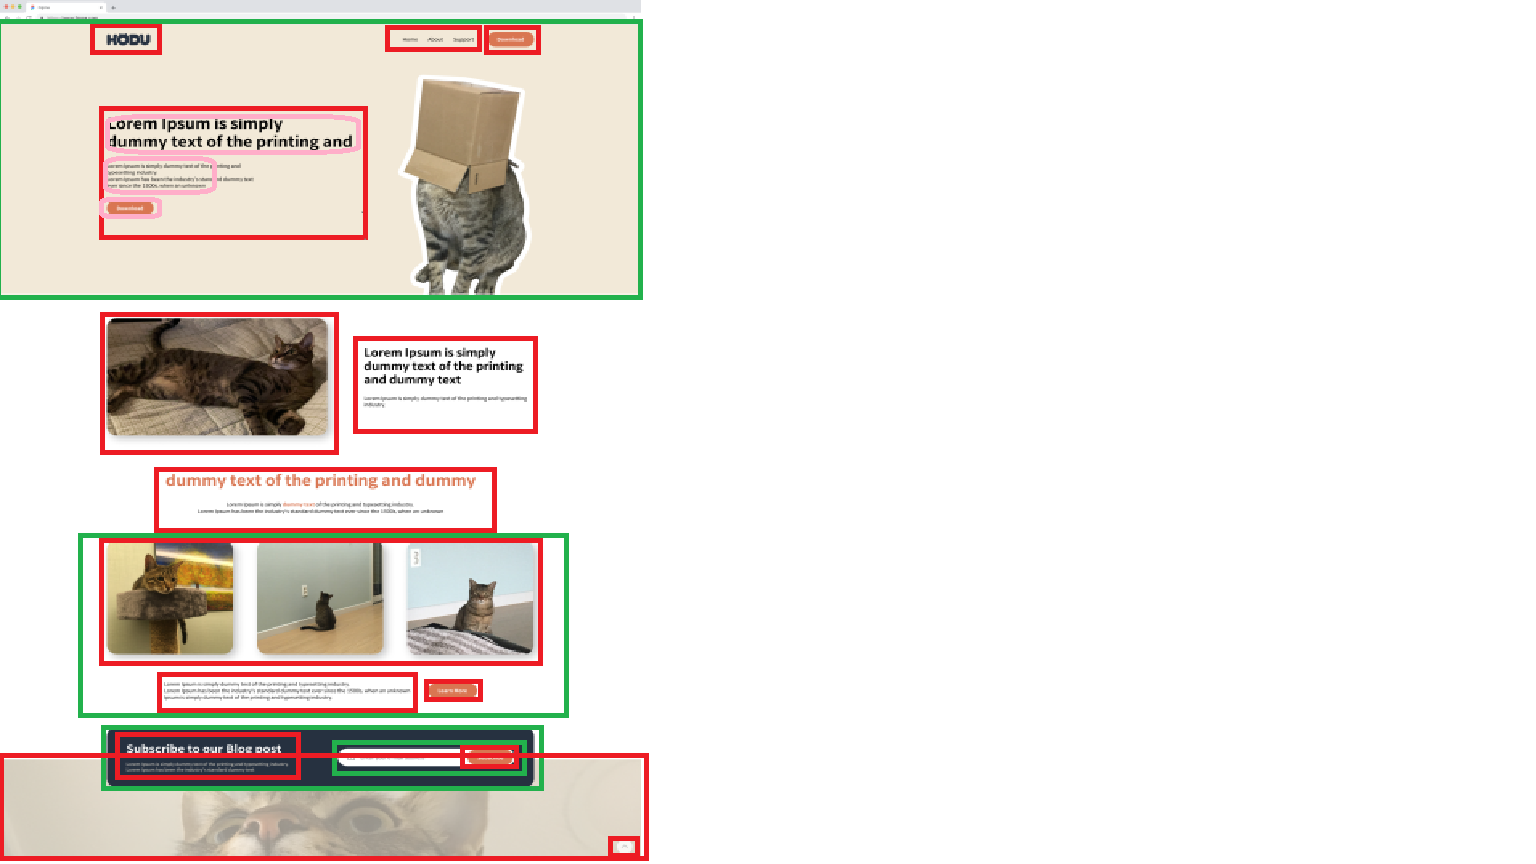 HODU
Home About Support Download
Lorem Ipsum is simply
dummy text of the printing and
Lorem Ipsum is simply dummy text of the printing and
typesetting industry.
Lorem Ipsum has been the industry's standard dummy text
ever since the 1500s, when an unknown
Download
Lorem Ipsum is simply
dummy text of the printing
and dummy text
Lorem Ipsum is simply dummy text of the printing and typesetting
industry.
dummy text of the printing and dummy
Lorem Ipsum is simply dummy text of the printing and typesetting industry.
Lorem Ipsum has been the industry's standard dummy text ever since the 1500s, when an unknown
Lorem Ipsum is simply dummy text of the printing and typesetting industry.
Lorem Ipsum has been the industry's standard dummy text ever since the 1500s, when an unknown
Ipsum is simply dummy text of the printing and typesetting industry.
Learn More
Subscribe to our Blog post
Lorem Ipsum is simply dummy text of the printing and typesetting industry.
Lorem Ipsum has been the industry's standard dummy text